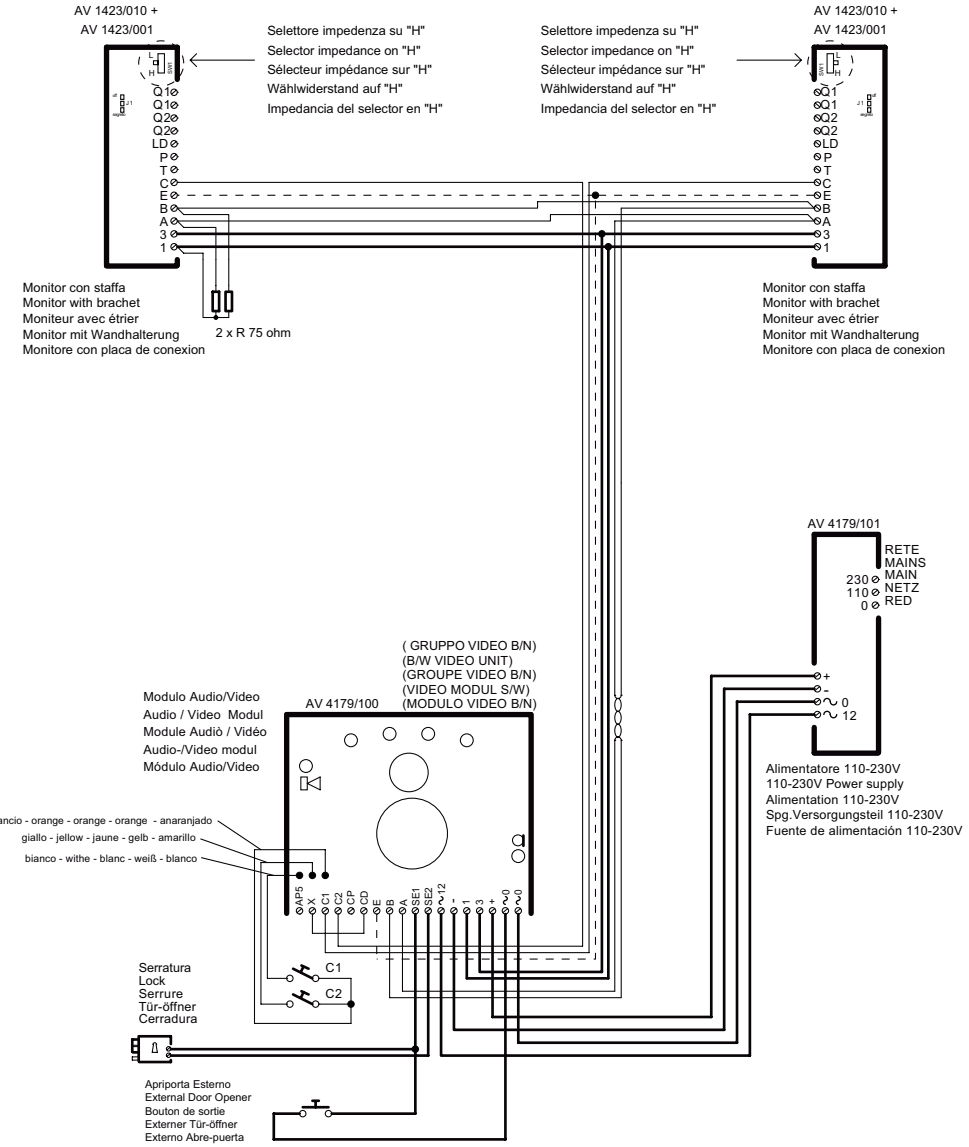 AV 1423/010 +
AV 1423/001
L
H
SW1
J1
Q1
Q1
Q2
Q2
LD
P
T
C
E
B
A
3
1
Selettore impedenza su "H"
Selector impedance on "H"
Sélecteur impédance sur "H"
Wählwiderstand auf "H"
Impedancia del selector en "H"
Selettore impedenza su "H"
Selector impedance on "H"
Sélecteur impédance sur "H"
Wählwiderstand auf "H"
Impedancia del selector en "H"
AV 1423/010 +
AV 1423/001
L
H
SW1
J1
Q1
Q1
Q2
Q2
LD
P
T
C
E
B
A
3
1
Monitor con staffa
Monitor with brachet
Moniteur avec étrier
Monitor mit Wandhalterung
Monitore con placa de conexion
2 x R 75 ohm
Monitor con staffa
Monitor with brachet
Moniteur avec étrier
Monitor mit Wandhalterung
Monitore con placa de conexion
AV 4179/101
RETE
MAINS
MAIN
NETZ
RED
230
110
0
+
-
0
12
Alimentatore 110-230V
110-230V Power supply
Alimentation 110-230V
Spg.Versorgungsteil 110-230V
Fuente de alimentación 110-230V
( GRUPPO VIDEO B/N)
(B/W VIDEO UNIT)
(GROUPE VIDEO B/N)
(VIDEO MODUL S/W)
(MODULO VIDEO B/N)
AV 4179/100
Modulo Audio/Video
Audio / Video Modul
Module Audiò / Vidéo
Audio-/Video modul
Módulo Audio/Video
ancio - orange - orange - orange - anaranjado
giallo - jellow - jaune - gelb - amarillo
bianco - withe - blanc - weiß - blanco
AP5
X
C1
C2
CP
CD
E
B
A
SE1
SE2
~12
-
1
3
+
~0
~0
C1
C2
Serratura
Lock
Serrure
Tür-öffner
Cerradura
Apriporta Esterno
External Door Opener
Bouton de sortie
Externer Tür-öffner
Externo Abre-puerta